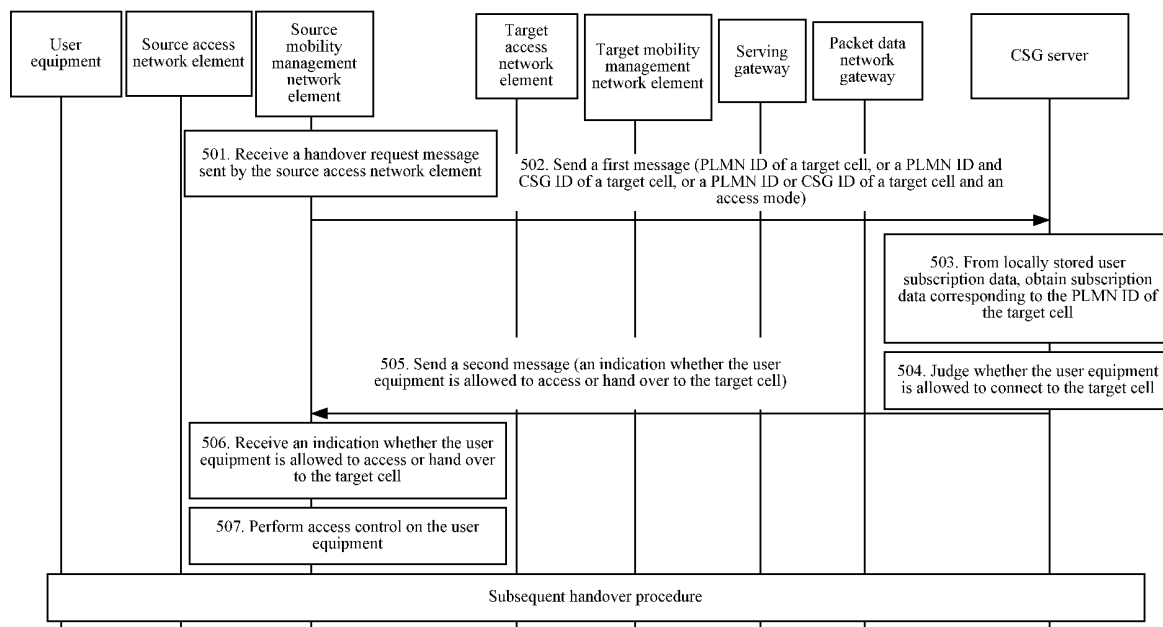 User
equipment
Source access
network element
Source
mobility
management
network
element
Target
access
network
element
Target mobility
management
network element
Serving
gateway
Packet data
network
gateway
CSG server
501. Receive a handover request message
sent by the source access network element
502. Send a first message (PLMN ID of a target cell, or a PLMN ID and
CSG ID of a target cell, or a PLMN ID or CSG ID of a target cell and an
access mode)
503. From locally stored user
subscription data, obtain subscription
data corresponding to the PLMN ID of
the target cell
504. Judge whether the user equipment
is allowed to connect to the target cell
505. Send a second message (an indication whether the user
equipment is allowed to access or hand over to the target cell)
506. Receive an indication whether the user
equipment is allowed to access or hand over
to the target cell
507. Perform access control on the user
equipment
Subsequent handover procedure